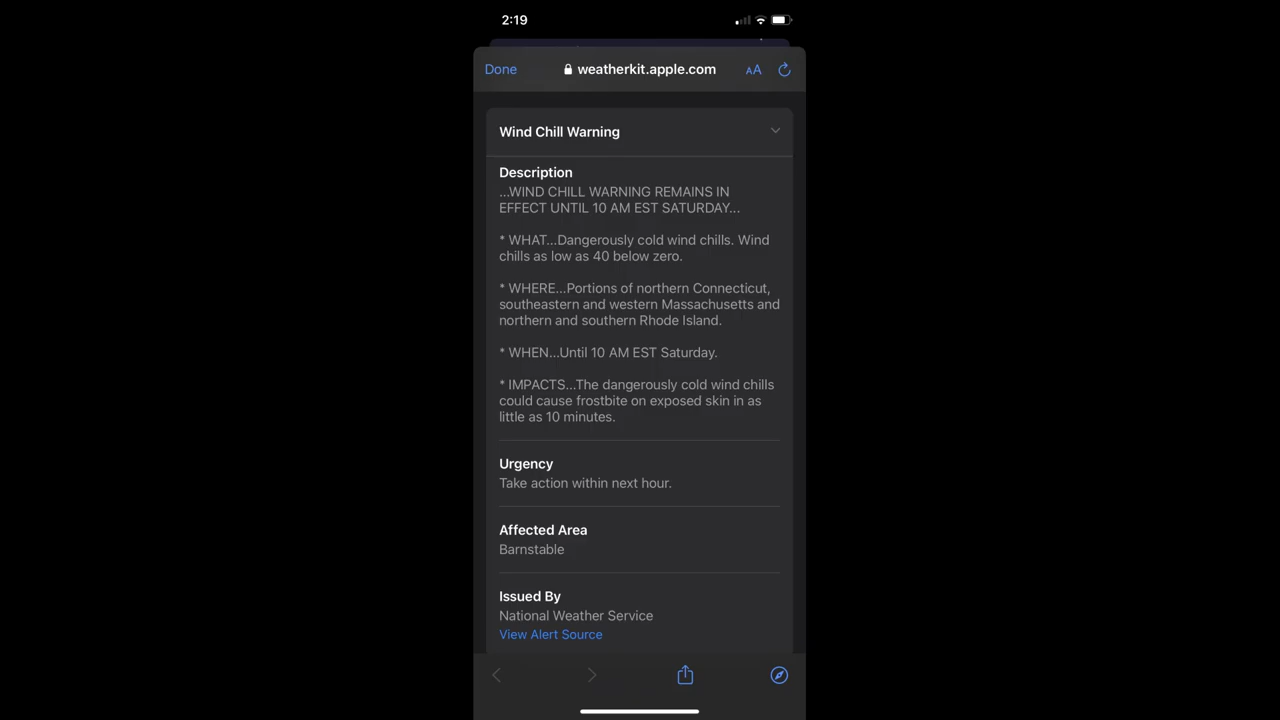 2:19
Done
weatherkit.apple.com
AA
Wind Chill Warning
Description
...WIND CHILL WARNING REMAINS IN
EFFECT UNTIL 10 AM EST SATURDAY...
* WHAT...Dangerously cold wind chills. Wind
chills as low as 40 below zero.
* WHERE...Portions of northern Connecticut,
southeastern and western Massachusetts and
northern and southern Rhode Island.
* WHEN...Until 10 AM EST Saturday.
* IMPACTS...The dangerously cold wind chills
could cause frostbite on exposed skin in as
little as 10 minutes.
Urgency
Take action within next hour.
Affected Area
Barnstable
Issued By
National Weather Service
View Alert Source